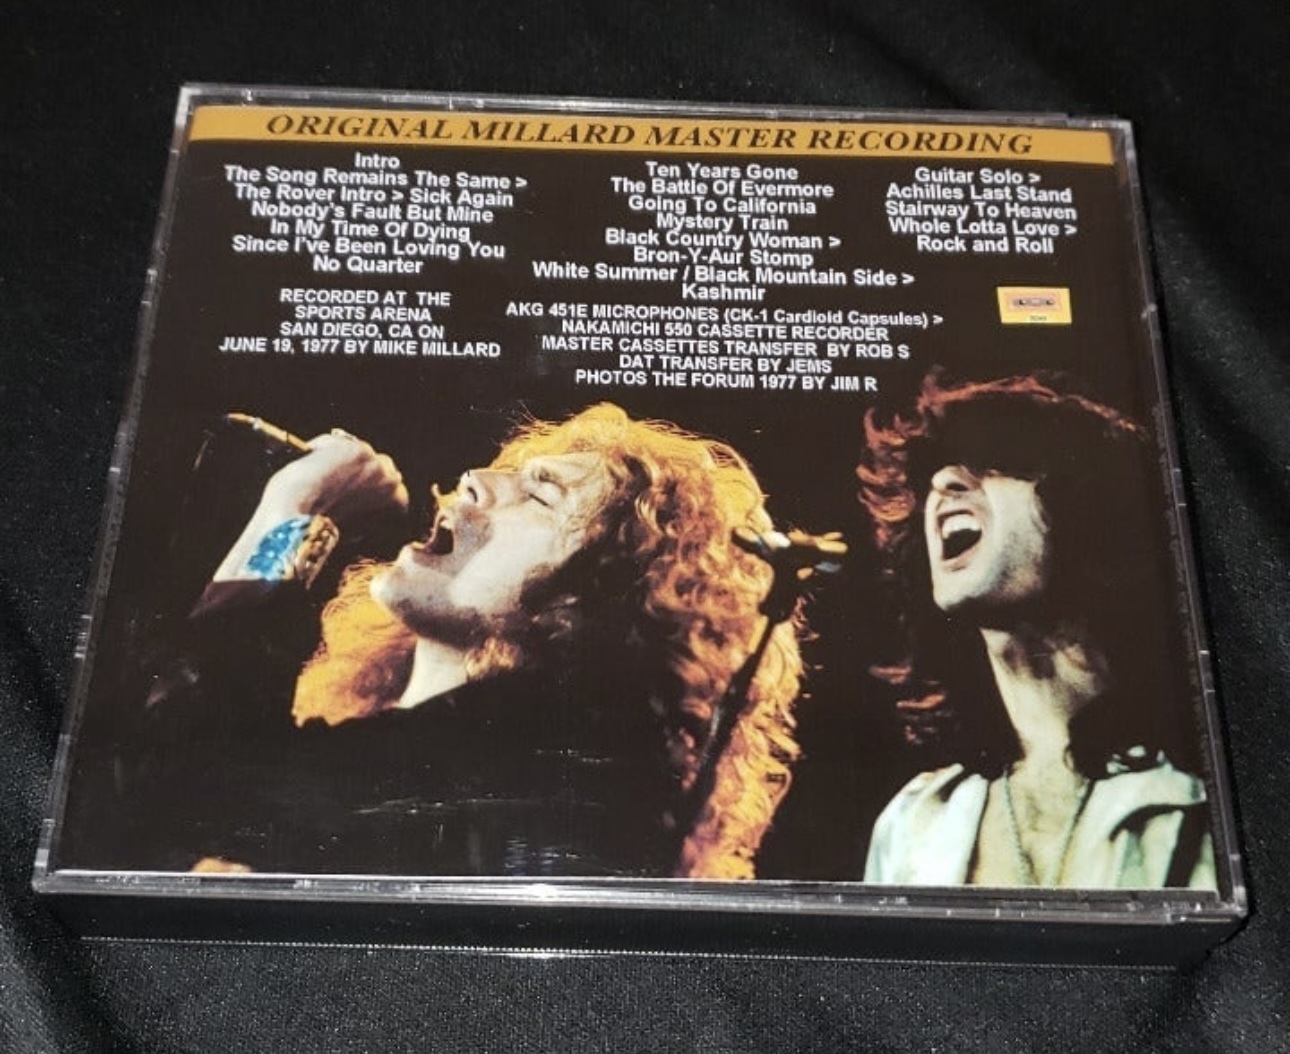 ORIGINAL MILLARD MASTER RECORDING
Intro
The Song Remains The Same >
The Rover Intro > Sick Again
Nobody's Fault But Mine
In My Time Of Dying
Since I've Been Loving You
No Quarter
RECORDED AT THE
SPORTS ARENA
SAN DIEGO, CA ON
JUNE 19, 1977 BY MIKE MILLARD
Ten Years Gone
The Battle Of Evermore
Going To California
Mystery Train
Black Country Woman >
Bron-Y-Aur Stomp
White Summer / Black Mountain Side >
Kashmir
AKG 451E MICROPHONES (CK-1 Cardioid Capsules) >
NAKAMICHI 550 CASSETTE RECORDER
MASTER CASSETTES TRANSFER BY ROB S
DAT TRANSFER BY JEMS
PHOTOS THE FORUM 1977 BY JIM R
Guitar Solo >
Achilles Last Stand
Stairway To Heaven
Whole Lotta Love >
Rock and Roll